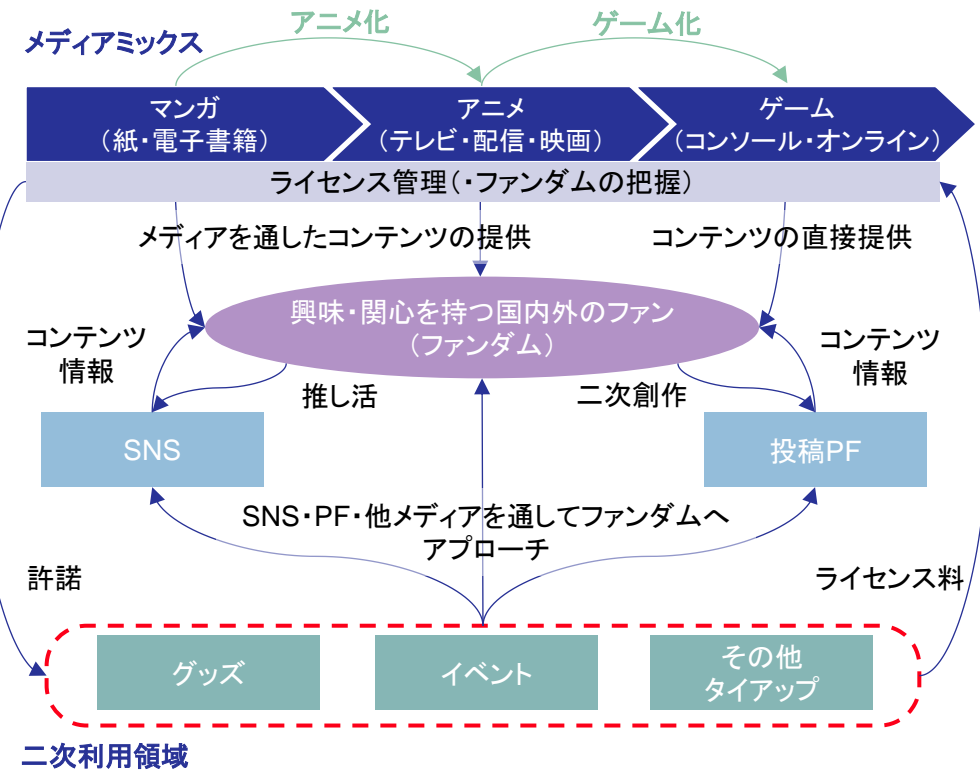 アニメ化
ゲーム化
メディアミックス
マンガ
（紙・電子書籍）
アニメ
（テレビ・配信・映画）
ゲーム
（コンソール・オンライン）
ライセンス管理（・ファンダムの把握）
メディアを通したコンテンツの提供
コンテンツの直接提供
興味・関心を持つ国内外のファン
（ファンダム）
コンテンツ
情報
コンテンツ
情報
推し活
二次創作
SNS
投稿PF
SNS・PF・他メディアを通してファンダムへ
アプローチ
許諾
ライセンス料
グッズ
イベント
その他
タイアップ
二次利用領域